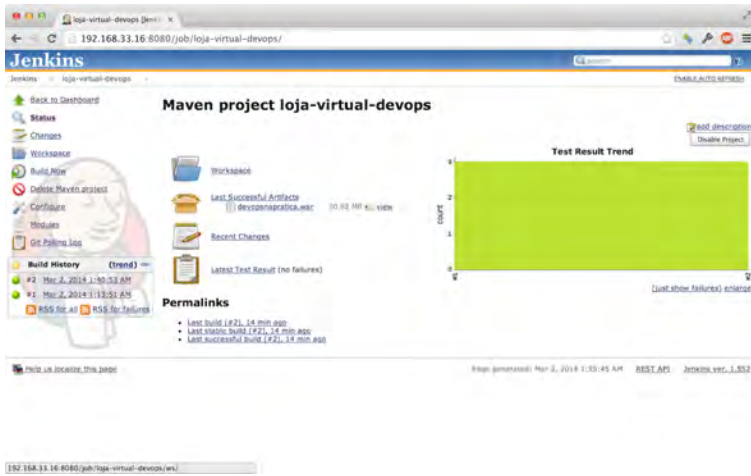 loja-virtual-devops [Jenk
192.168.33.16:8080/job/loja-virtual-devops/
Jenkins
search
Jenkins
loja-virtual-devops
ENABLE AUTO REFRESH
Back to Dashboard
Status
Changes
Workspace
Build Now
Delete Maven project
Configure
Modules
Git Polling Log
Build History (trend)
#2 Mar 2, 2014 1:40:53 AM
#1 Mar 2, 2014 1:13:51 AM
RSS for all RSS for failures
Maven project loja-virtual-devops
add description
Disable Project
Workspace
Last Successful Artifacts
devopsnapratica.war view
Recent Changes
Latest Test Result (no failures)
Permalinks
Last build (#2), 14 min ago
Last stable build (#2), 14 min ago
Last successful build (#2), 14 min ago
Test Result Trend
count
2
1
0
(just show failures) enlarge
Help us localize this page
Page generated: Mar 2, 2014 1:55:45 AM REST API Jenkins ver. 1.552
192.168.33.16:8080/job/loja-virtual-devops/ws/